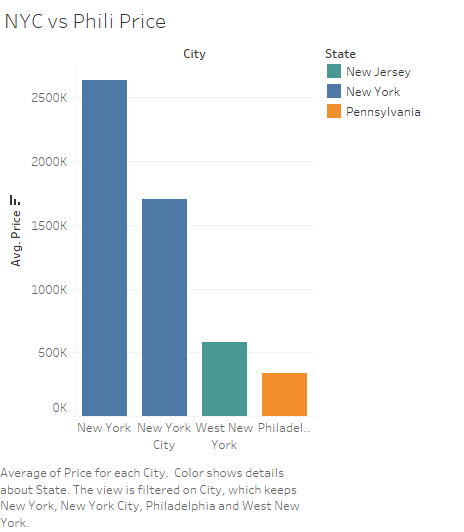 NYC vs Phili Price
City
State
New Jersey
New York
Pennsylvania
Avg. Price
2500K
2000K
1500K
1000K
500K
0K
New York
New York City
West New York
Philadel..
Average of Price for each City.  Color shows details
about State. The view is filtered on City, which keeps
New York, New York City, Philadelphia and West New
York.